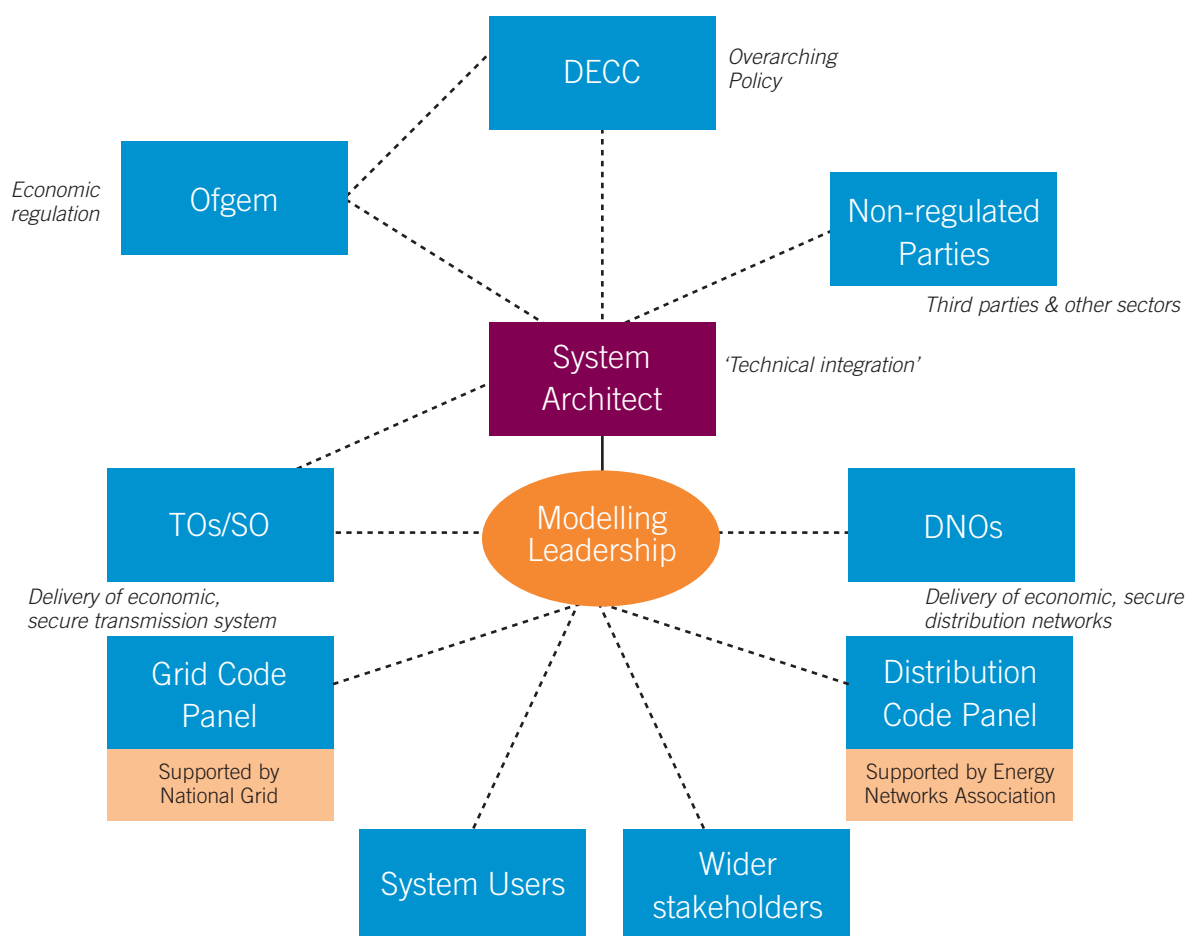 DECC
Overarching
Policy
Ofgem
Economic
regulation
Non-regulated
Parties
Third parties & other sectors
System
Architect
‘Technical integration’
TOs/SO
Modelling
Leadership
DNOs
Delivery of economic,
secure transmission system
Delivery of economic, secure
distribution networks
Grid Code
Panel
Supported by
National Grid
Distribution
Code Panel
Supported by Energy
Networks Association
System Users
Wider
stakeholders